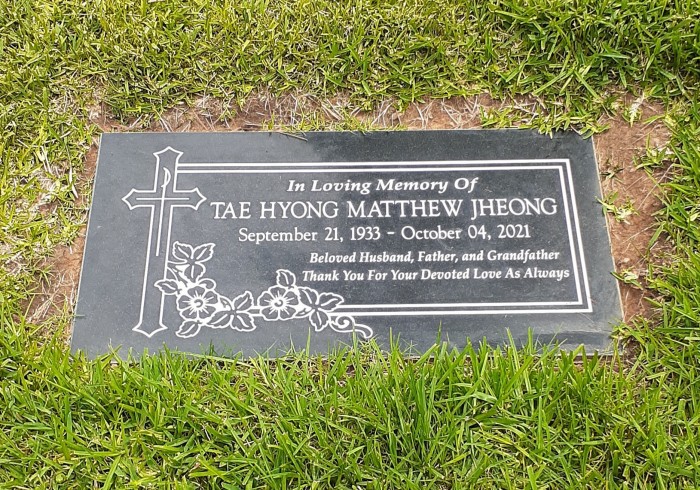 In Loving Memory Of
TAE HYONG MATTHEW JHEONG
September 21, 1933 - October 04, 2021
Beloved Husband, Father, and Grandfather
Thank You For Your Devoted Love As Always